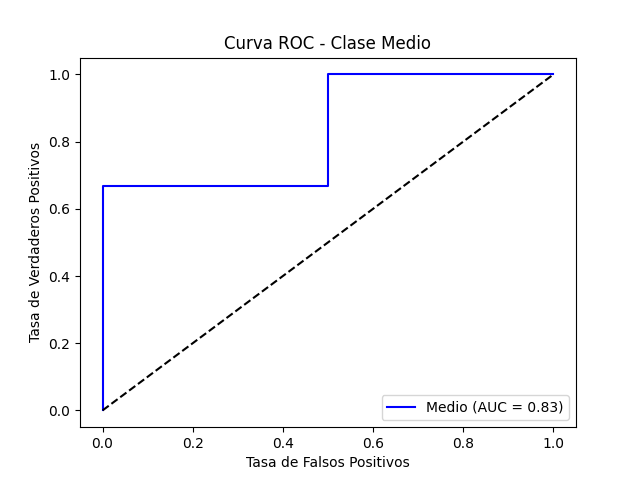 Curva ROC - Clase Medio
Tasa de Verdaderos Positivos
1.0
0.8
0.6
0.4
0.2
0.0
Medio (AUC = 0.83)
0.0 0.2 0.4 0.6 0.8 1.0
Tasa de Falsos Positivos